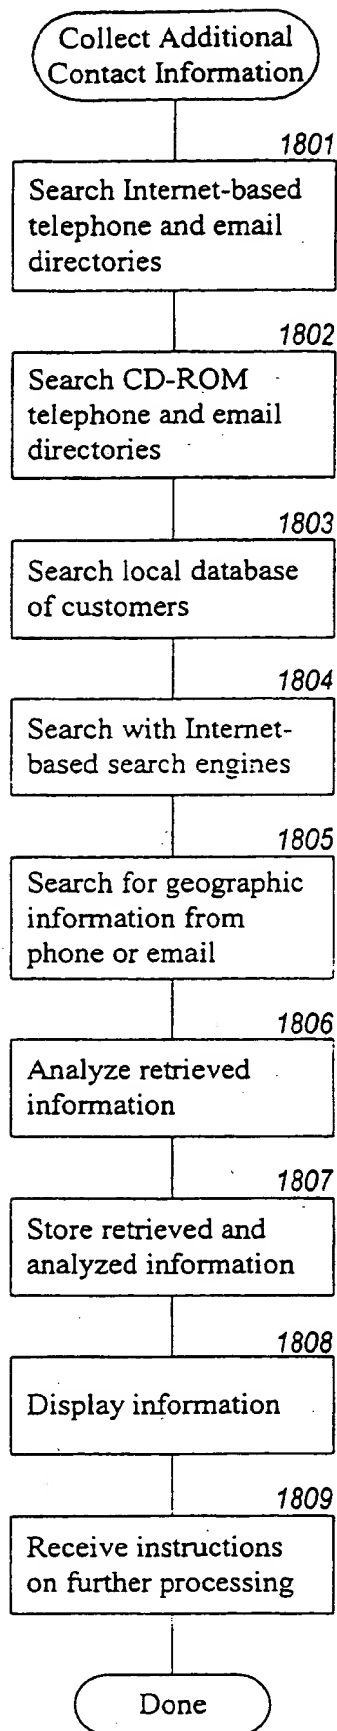 Collect Additional
Contact Information
1801
Search Internet-based
telephone and email
directories
1802
Search CD-ROM
telephone and email
directories
1803
Search local database
of customers
1804
Search with Internet-
based search engines
1805
Search for geographic
information from
phone or email
1806
Analyze retrieved
information
1807
Store retrieved and
analyzed information
1808
Display information
1809
Receive instructions
on further processing
Done